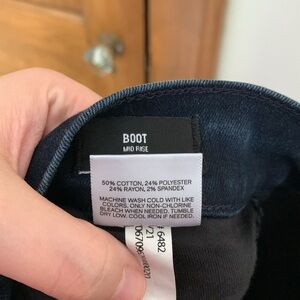 BOOT
MID RISE
50% COTTON, 24% POLYESTER
24% RAYON, 2% SPANDEX
MACHINE WASH COLD WITH LIKE
COLORS. ONLY NON-CHLORINE
BLEACH WHEN NEEDED. TUMBLE
DRY LOW. COOL IRON IF NEEDED.
# 6482